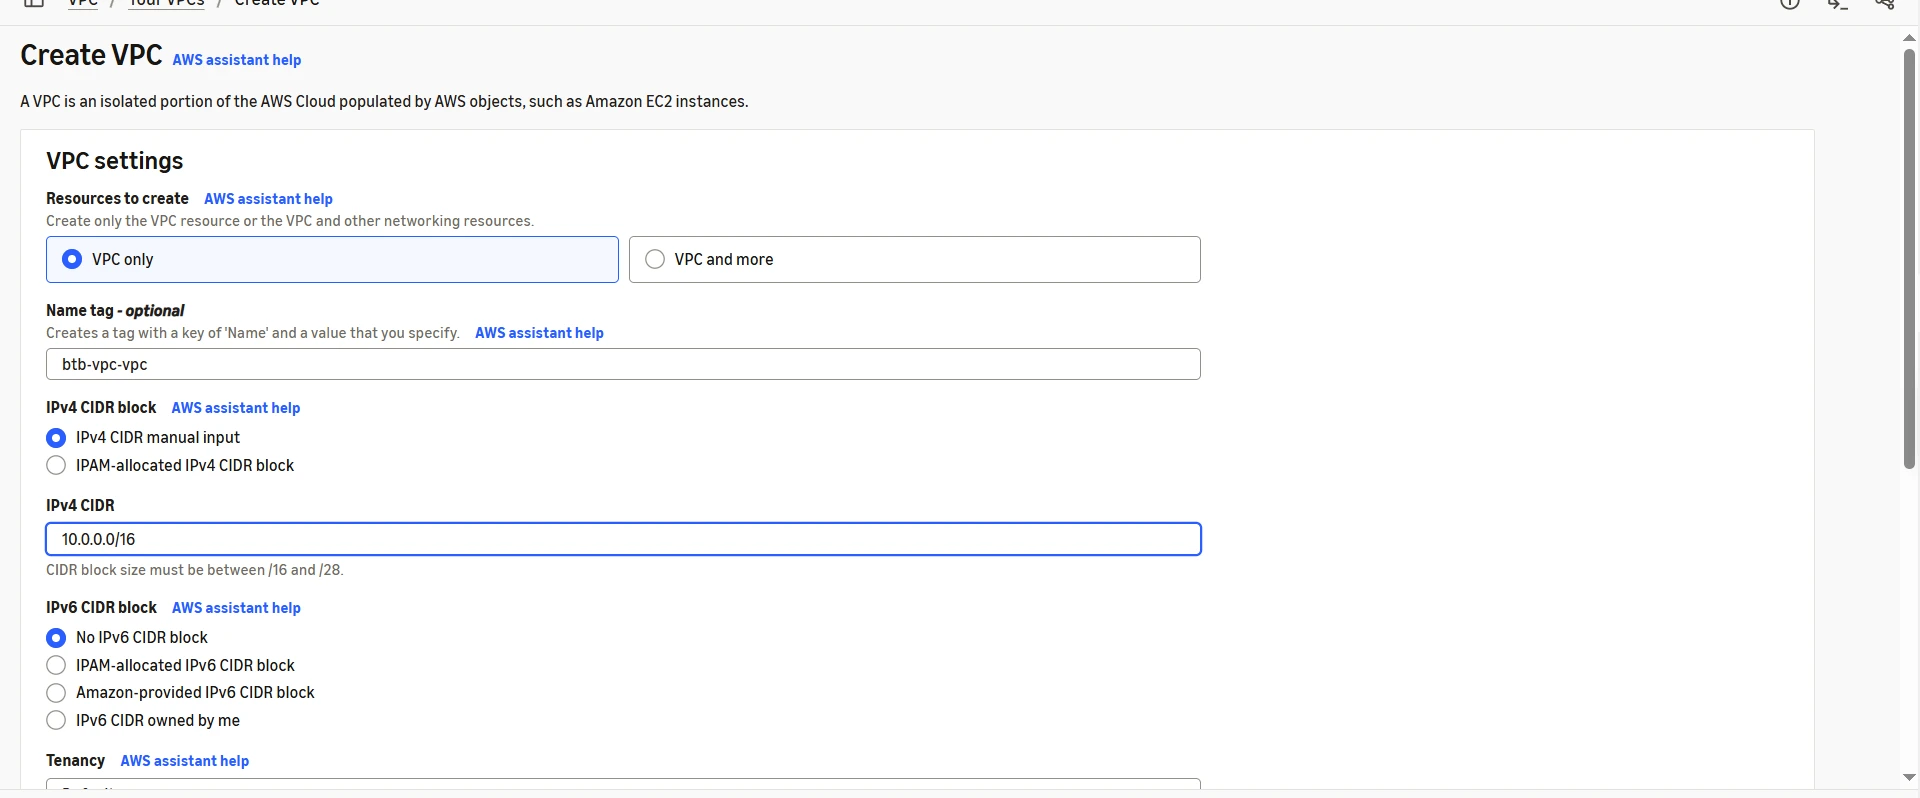 VPC / Your VPCs / Create VPC
Create VPC AWS assistant help
A VPC is an isolated portion of the AWS Cloud populated by AWS objects, such as Amazon EC2 instances.
VPC settings
Resources to create AWS assistant help
Create only the VPC resource or the VPC and other networking resources.
VPC only
VPC and more
Name tag - optional
Creates a tag with a key of 'Name' and a value that you specify. AWS assistant help
btb-vpc-vpc
IPv4 CIDR block AWS assistant help
IPv4 CIDR manual input
IPAM-allocated IPv4 CIDR block
IPv4 CIDR
10.0.0.0/16
CIDR block size must be between /16 and /28.
IPv6 CIDR block AWS assistant help
No IPv6 CIDR block
IPAM-allocated IPv6 CIDR block
Amazon-provided IPv6 CIDR block
IPv6 CIDR owned by me
Tenancy AWS assistant help